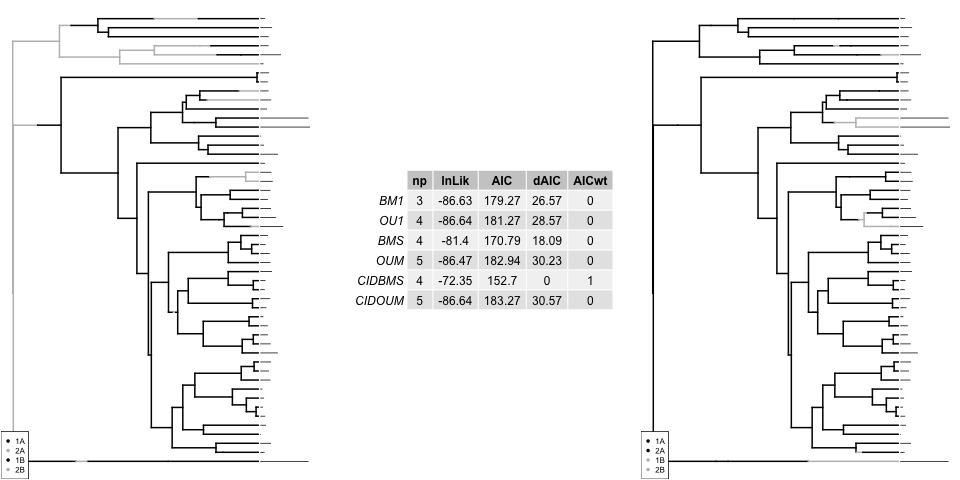 np lnLik AIC dAIC AICwt
BM1 3 -86.63 179.27 26.57 0
OU1 4 -86.64 181.27 28.57 0
BMS 4 -81.4 170.79 18.09 0
OUM 5 -86.47 182.94 30.23 0
CIDBMS 4 -72.35 152.7 0 1
CIDOUM 5 -86.64 183.27 30.57 0
1A
2A
1B
2B
1A
2A
1B
2B